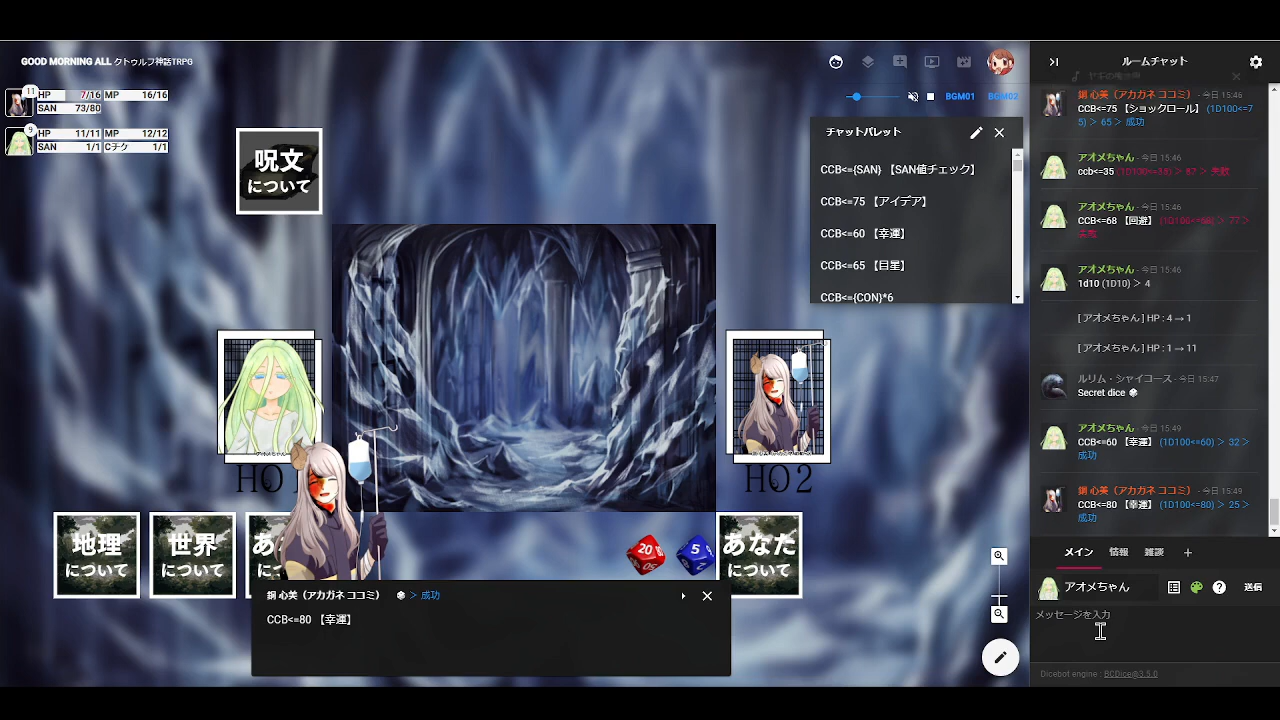 GOOD MORNING ALL クトゥルフ神話TRPG
11
HP 7/16 MP 16/16
SAN 73/80
9
HP 11/11 MP 12/12
SAN 1/1 Cチケ 1/1
呪文
について
BGM01 BGM02
チャットパレット
CCB<={SAN} 【SAN値チェック】
CCB<=75 【アイデア】
CCB<=60 【幸運】
CCB<=65 【目星】
CCB<={CON}*6
HO
HO2
地理
について
世界
について
あ
に
20
5
あなた
について
銅 心美（アカガネ ココミ） > 成功
CCB<=80 【幸運】
ルームチャット
銅 心美（アカガネ ココミ） - 今日 15:46
CCB<=75 【ショックロール】 (1D100<=7
5) > 65 > 成功
アオメちゃん - 今日 15:46
ccb<=35 (1D100<=35) > 87 > 失敗
アオメちゃん - 今日 15:46
CCB<=68 【回避】 (1D100<=68) > 77 >
失敗
アオメちゃん - 今日 15:46
1d10 (1D10) > 4
[ アオメちゃん ] HP : 4 → 1
[ アオメちゃん ] HP : 1 → 11
ルリム・シャイコース - 今日 15:47
Secret dice
アオメちゃん - 今日 15:49
CCB<=60 【幸運】 (1D100<=60) > 32 >
成功
銅 心美（アカガネ ココミ） - 今日 15:49
CCB<=80 【幸運】 (1D100<=80) > 25 >
成功
メイン 情報 雑談 +
アオメちゃん 送信
メッセージを入力
Dicebot engine : BCDice@3.5.0